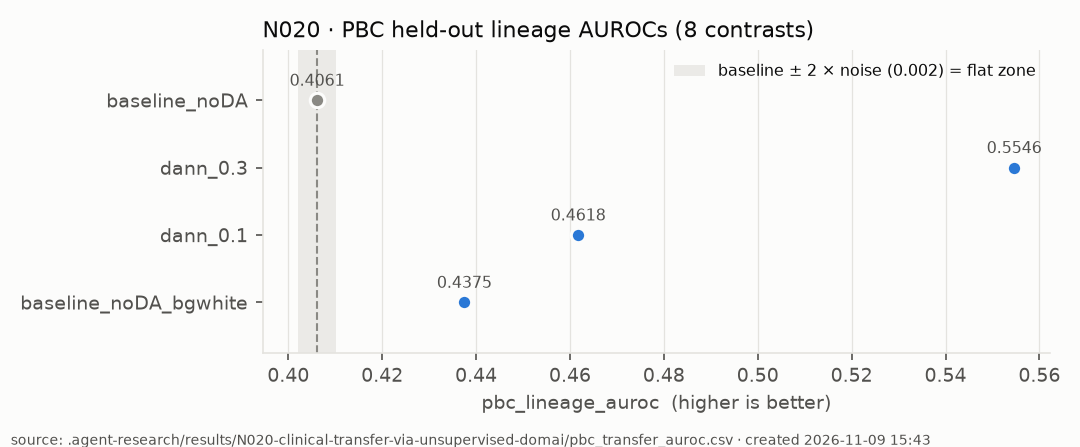 N020 · PBC held-out lineage AUROCs (8 contrasts)
baseline ± 2 × noise (0.002) = flat zone
0.4061
baseline_noDA
0.5546
dann_0.3
0.4618
dann_0.1
0.4375
baseline_noDA_bgwhite
0.40 0.42 0.44 0.46 0.48 0.50 0.52 0.54 0.56
pbc_lineage_auroc (higher is better)
source: .agent-research/results/N020-clinical-transfer-via-unsupervised-domai/pbc_transfer_auroc.csv · created 2026-11-09 15:43